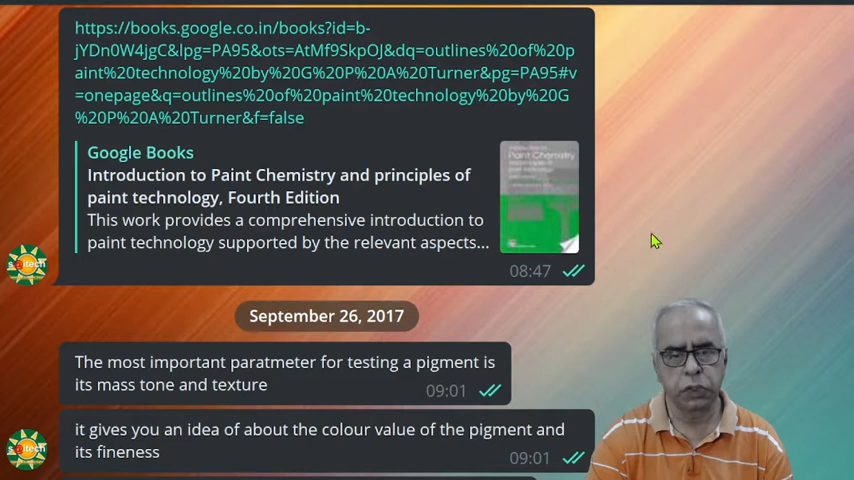 https://books.google.co.in/books?id=b-
jYDn0W4jgC&lpg=PA95&ots=AtMf9SkpOJ&dq=outlines%20of%20p
aint%20technology%20by%20G%20P%20A%20Turner&pg=PA95#v
=onepage&q=outlines%20of%20paint%20technology%20by%20G
%20P%20A%20Turner&f=false
Google Books
Introduction to Paint Chemistry and principles of
paint technology, Fourth Edition
This work provides a comprehensive introduction to
paint technology supported by the relevant aspects...
Paint Chemistry
08:47
September 26, 2017
The most important paratmeter for testing a pigment is
its mass tone and texture
09:01
it gives you an idea of about the colour value of the pigment and
its fineness
09:01